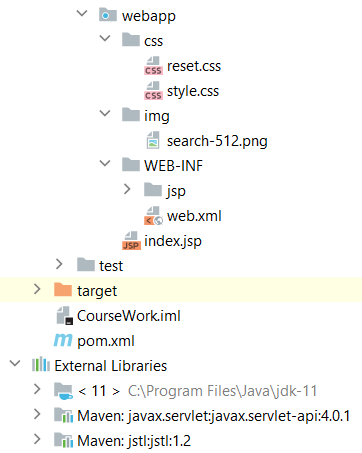 webapp
css
reset.css
style.css
img
search-512.png
WEB-INF
jsp
web.xml
index.jsp
test
target
CourseWork.iml
pom.xml
External Libraries
< 11 > C:\Program Files\Java\jdk-11
Maven: javax.servlet:javax.servlet-api:4.0.1
Maven: jstl:jstl:1.2